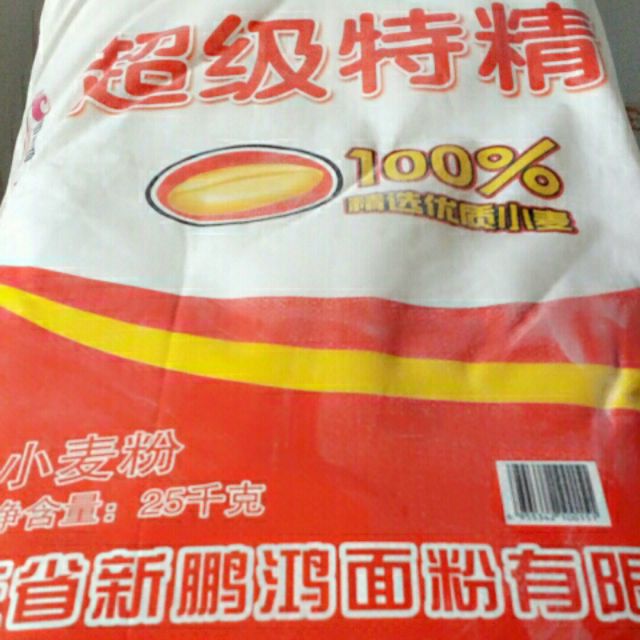 超级特精
100%
精选优质小麦
小麦粉
净含量：25千克
省新鹏鸿面粉有限